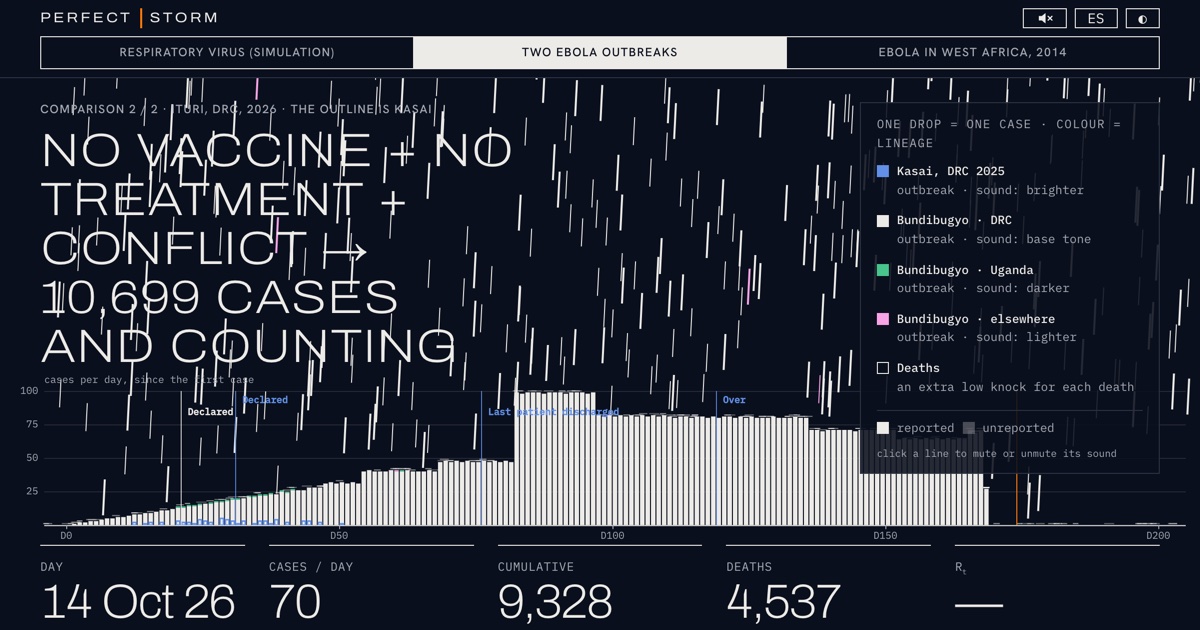 PERFECT | STORM
ES
RESPIRATORY VIRUS (SIMULATION)
TWO EBOLA OUTBREAKS
EBOLA IN WEST AFRICA, 2014
COMPARISON 2 / 2 · ITURI, DRC, 2026 · THE OUTLINE IS KASAI
NO VACCINE + NO
TREATMENT +
CONFLICT →
10,699 CASES
AND COUNTING
cases per day, since the first case
ONE DROP = ONE CASE · COLOUR =
LINEAGE
Kasai, DRC 2025
outbreak · sound: brighter
Bundibugyo · DRC
outbreak · sound: base tone
Bundibugyo · Uganda
outbreak · sound: darker
Bundibugyo · elsewhere
outbreak · sound: lighter
Deaths
an extra low knock for each death
reported unreported
click a line to mute or unmute its sound
100
75
50
25
Declared
Declared
Last patient discharged
Over
D0 D50 D100 D150 D200
DAY
14 Oct 26
CASES / DAY
70
CUMULATIVE
9,328
DEATHS
4,537
Rt
—